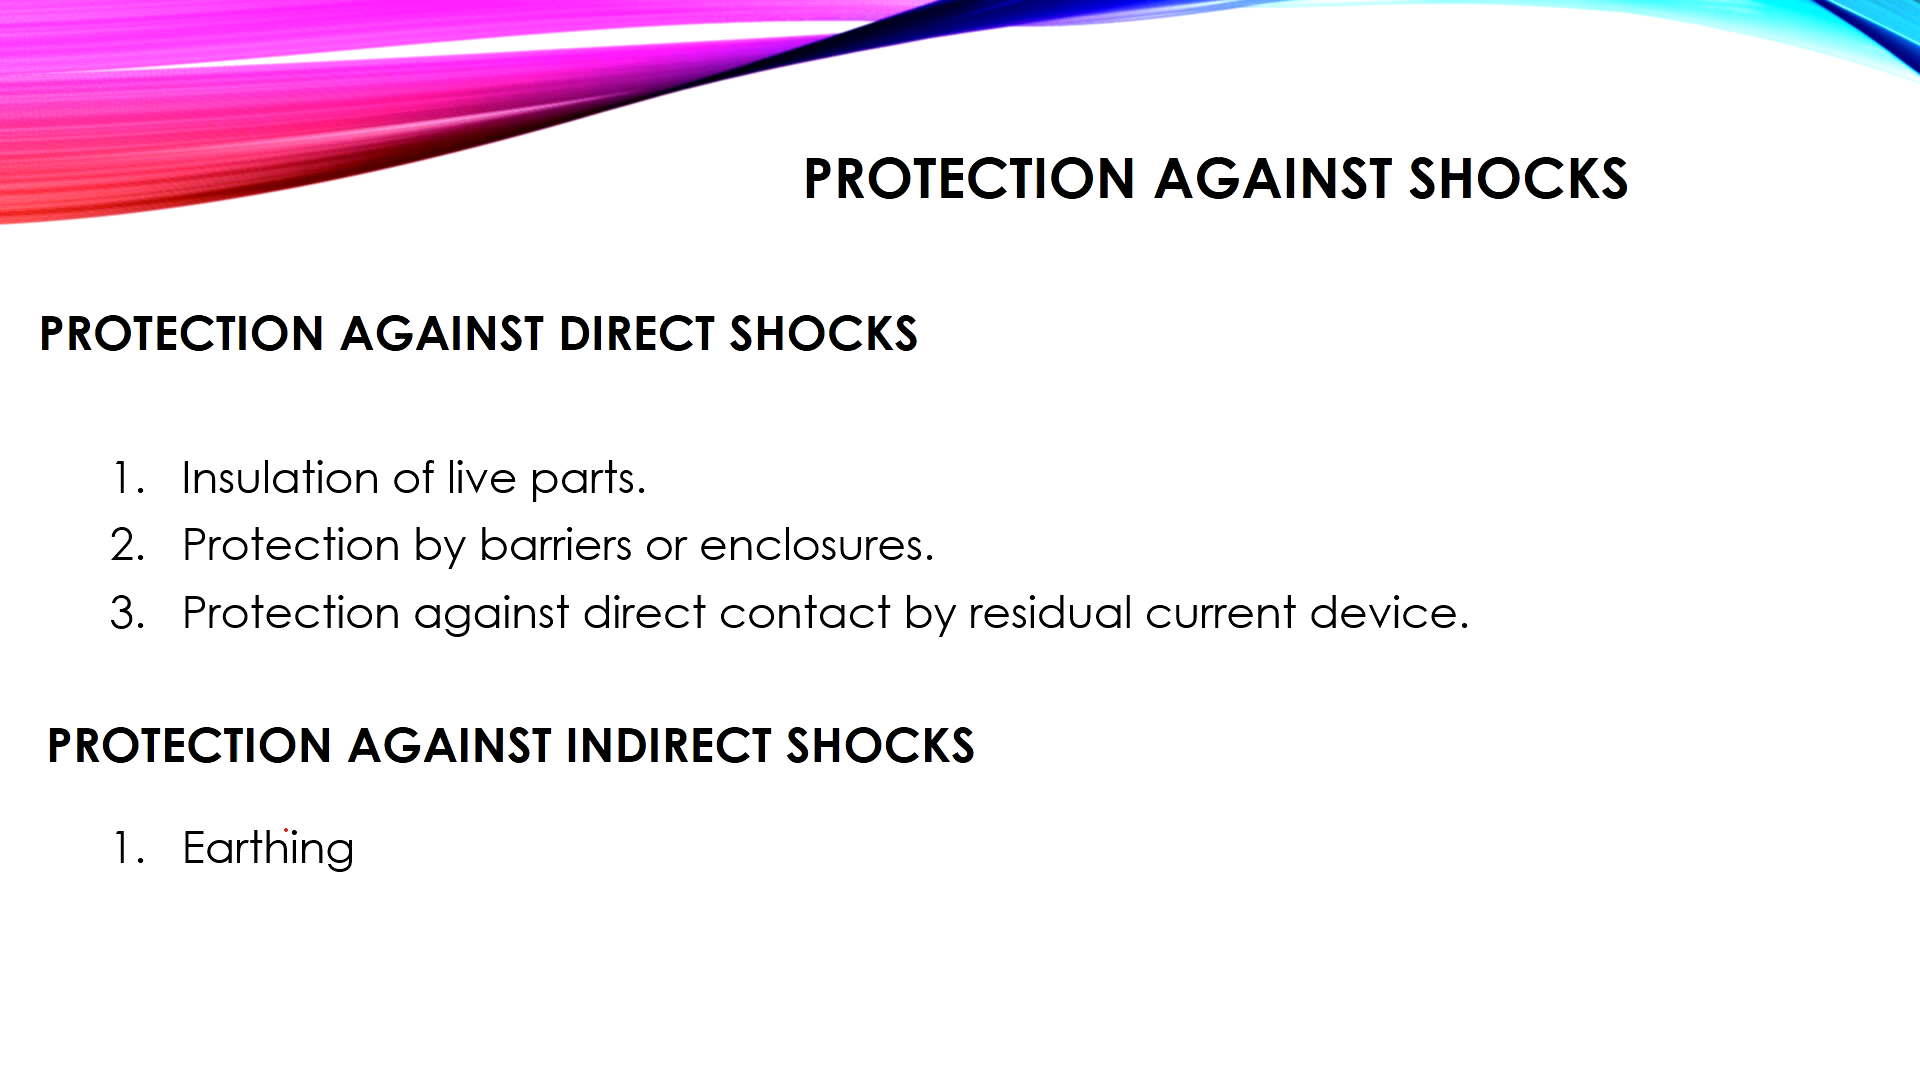 PROTECTION AGAINST SHOCKS
PROTECTION AGAINST DIRECT SHOCKS
1. Insulation of live parts.
2. Protection by barriers or enclosures.
3. Protection against direct contact by residual current device.
PROTECTION AGAINST INDIRECT SHOCKS
1. Earthing